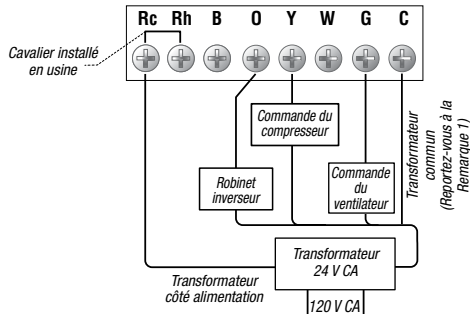 Rc Rh B O Y W G C
Cavalier installé
en usine
Commande du
compresseur
Robinet
inverseur
Commande
du
ventilateur
Transformateur
commun
(Reportez-vous à la
Remarque 1)
Transformateur
24 V CA
Transformateur
côté alimentation
120 V CA